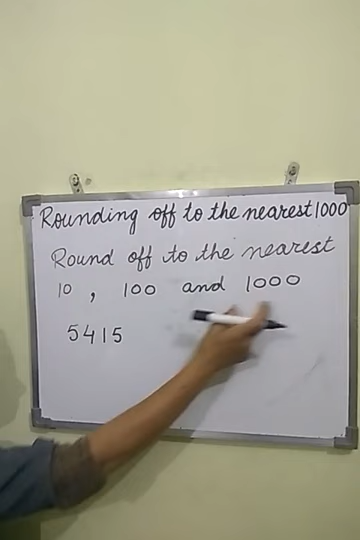 Rounding off to the nearest 1000
Round off to the nearest
10, 100 and 1000
5415